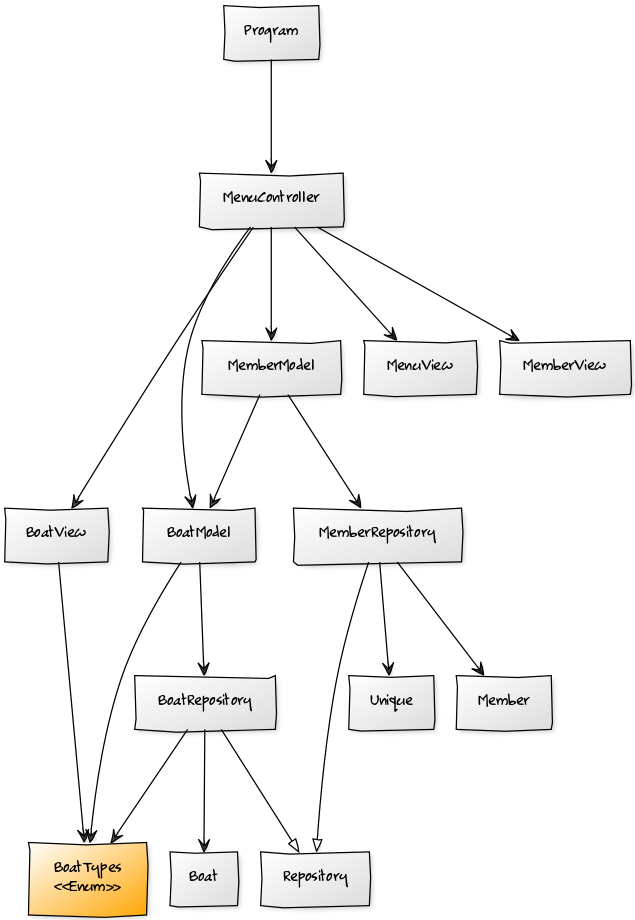 Program
MenuController
MemberModel
MenuView
MemberView
BoatView
BoatModel
MemberRepository
BoatRepository
Unique
Member
BoatTypes
<<Enum>>
Boat
Repository